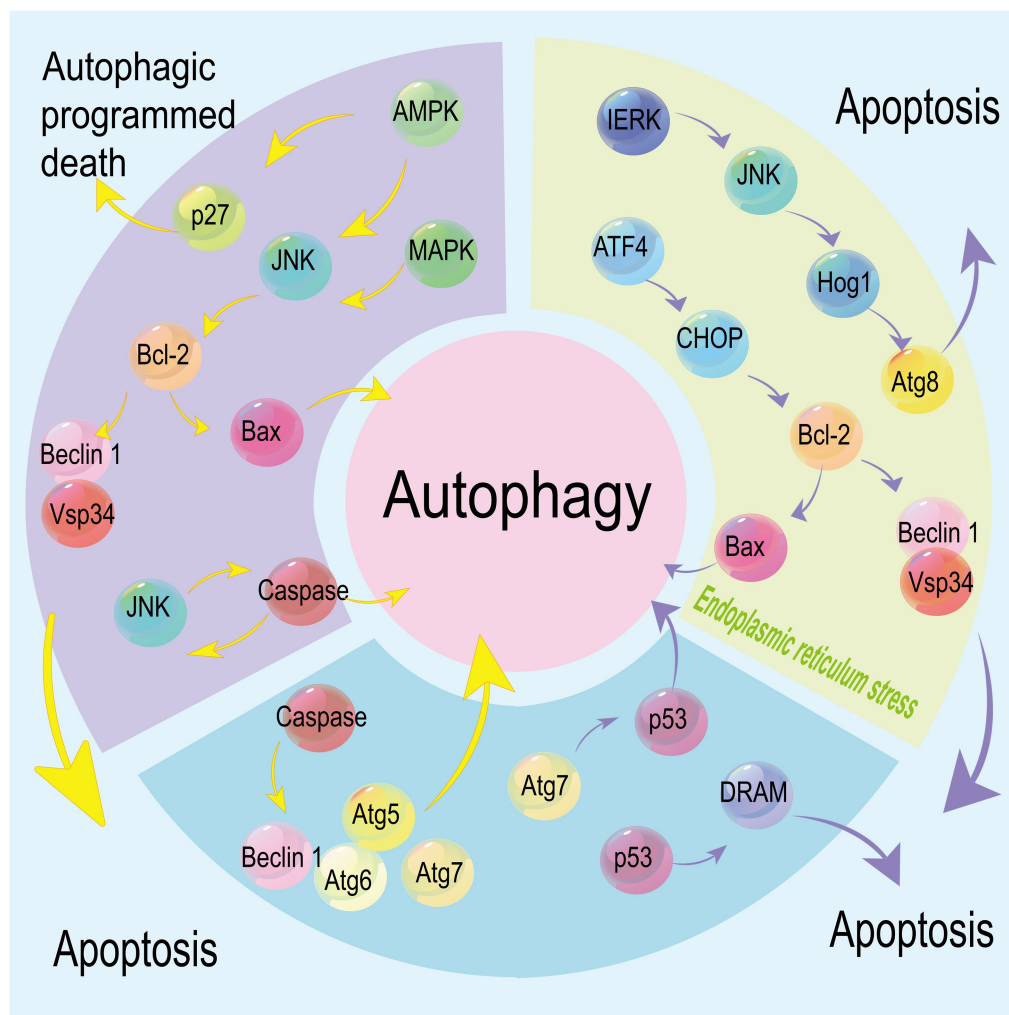 Autophagic
programmed
death
AMPK
p27
JNK
MAPK
Bcl-2
Bax
Beclin 1
Vsp34
JNK
Caspase
Apoptosis
IERK
JNK
ATF4
Hog1
CHOP
Atg8
Bcl-2
Bax
Beclin 1
Vsp34
Endoplasmic reticulum stress
Autophagy
Caspase
Atg5
Beclin 1
Atg6
Atg7
Atg7
p53
DRAM
p53
Apoptosis
Apoptosis